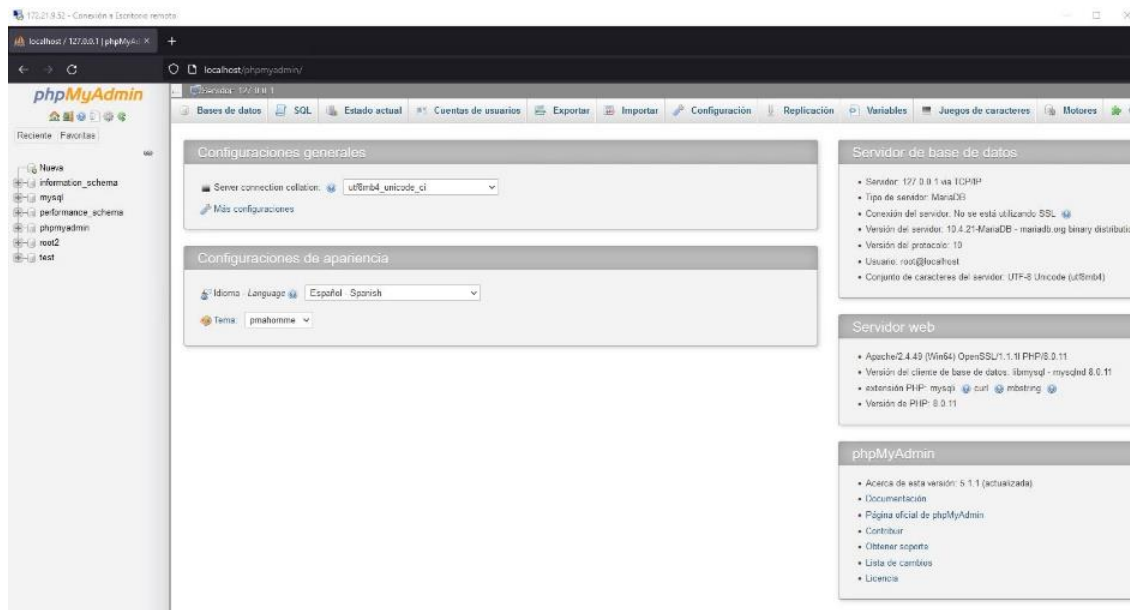 172.21.9.52 - Conexión a Escritorio remoto
localhost / 127.0.0.1 | phpMyAd
localhost/phpmyadmin/
phpMyAdmin
Reciente Favoritas
Nueva
information_schema
mysql
performance_schema
phpmyadmin
root2
test
Servidor: 127.0.0.1
Bases de datos SQL Estado actual Cuentas de usuarios Exportar Importar Configuración Replicación Variables Juegos de caracteres Motores
Configuraciones generales
Server connection collation: utf8mb4_unicode_ci
Más configuraciones
Configuraciones de apariencia
Idioma - Language Español - Spanish
Tema: pmahomme
Servidor de base de datos
• Servidor: 127.0.0.1 via TCP/IP
• Tipo de servidor: MariaDB
• Conexión del servidor: No se está utilizando SSL
• Versión del servidor: 10.4.21-MariaDB - mariadb.org binary distributio
• Versión del protocolo: 10
• Usuario: root@localhost
• Conjunto de caracteres del servidor: UTF-8 Unicode (utf8mb4)
Servidor web
• Apache/2.4.49 (Win64) OpenSSL/1.1.1l PHP/8.0.11
• Versión del cliente de base de datos: libmysql - mysqlnd 8.0.11
• extensión PHP: mysqli curl mbstring
• Versión de PHP: 8.0.11
phpMyAdmin
• Acerca de esta versión: 5.1.1 (actualizada)
• Documentación
• Página oficial de phpMyAdmin
• Contribuir
• Obtener soporte
• Lista de cambios
• Licencia